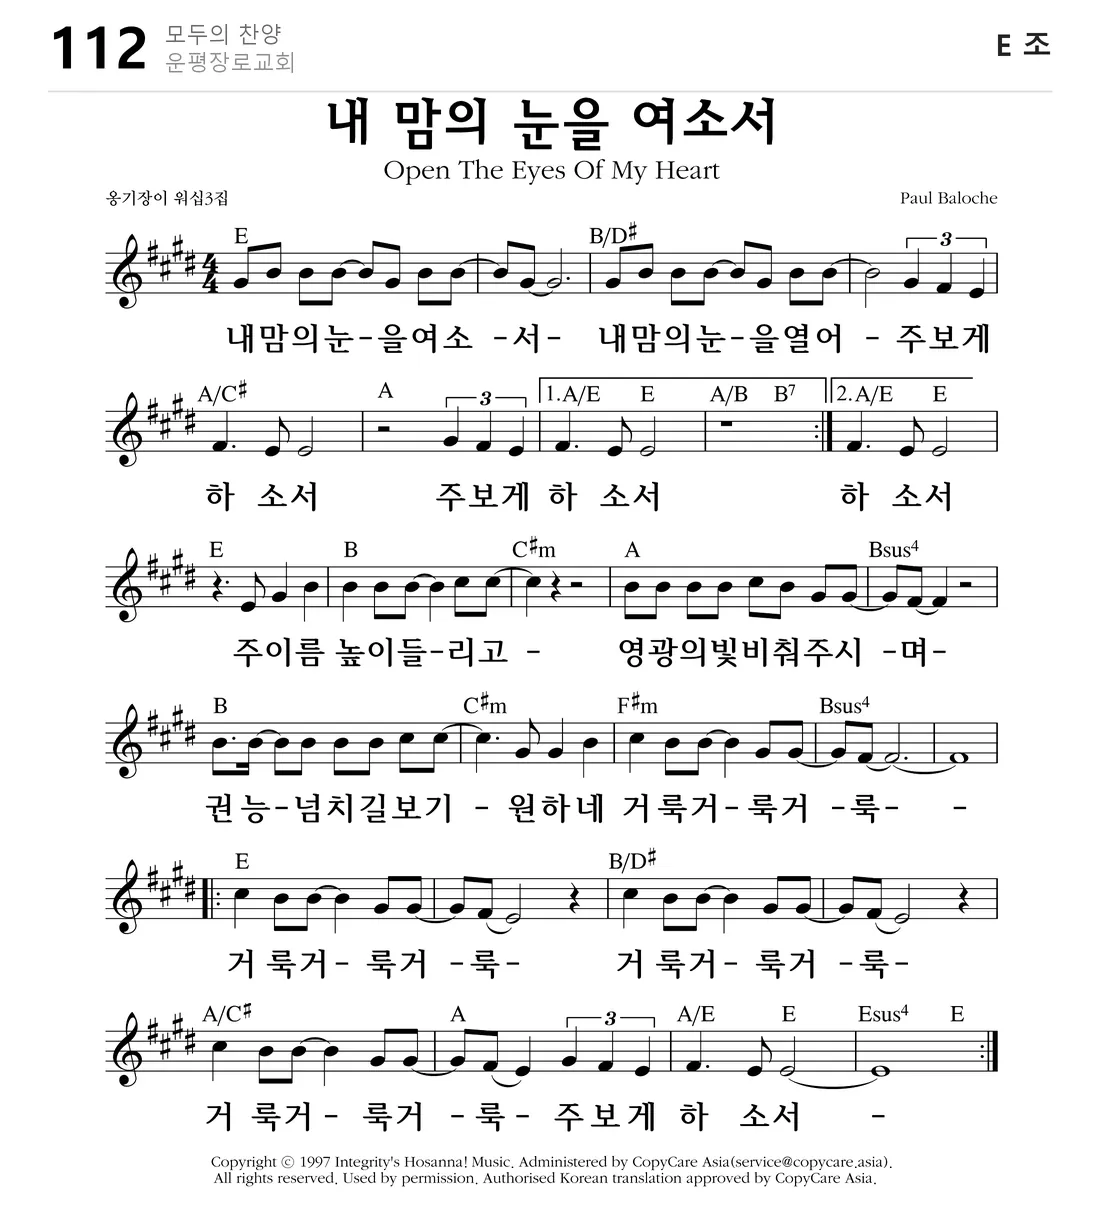 112 모두의 찬양
운평장로교회
E 조
내 맘의 눈을 여소서
Open The Eyes Of My Heart
옹기장이 워십3집
Paul Baloche
E B/D♯ 3
내맘의눈-을여소 -서- 내맘의눈-을열어 - 주보게
A/C♯ A 3 1.A/E E A/B B7 2.A/E E
하 소서 주보게 하 소서 하 소서
E B C♯m A Bsus4
주이름 높이들-리고 - 영광의빛비춰주시 -며-
B C♯m F♯m Bsus4
권능-넘치길보기 - 원하네 거룩거-룩거 -룩- -
E B/D♯
거 룩거- 룩거 -룩- 거 룩거- 룩거 -룩-
A/C♯ A 3 A/E E Esus4 E
거 룩거- 룩거 -룩- 주보게 하 소서 -
Copyright ⓒ 1997 Integrity's Hosanna! Music. Administered by CopyCare Asia(service@copycare.asia).
All rights reserved. Used by permission. Authorised Korean translation approved by CopyCare Asia.